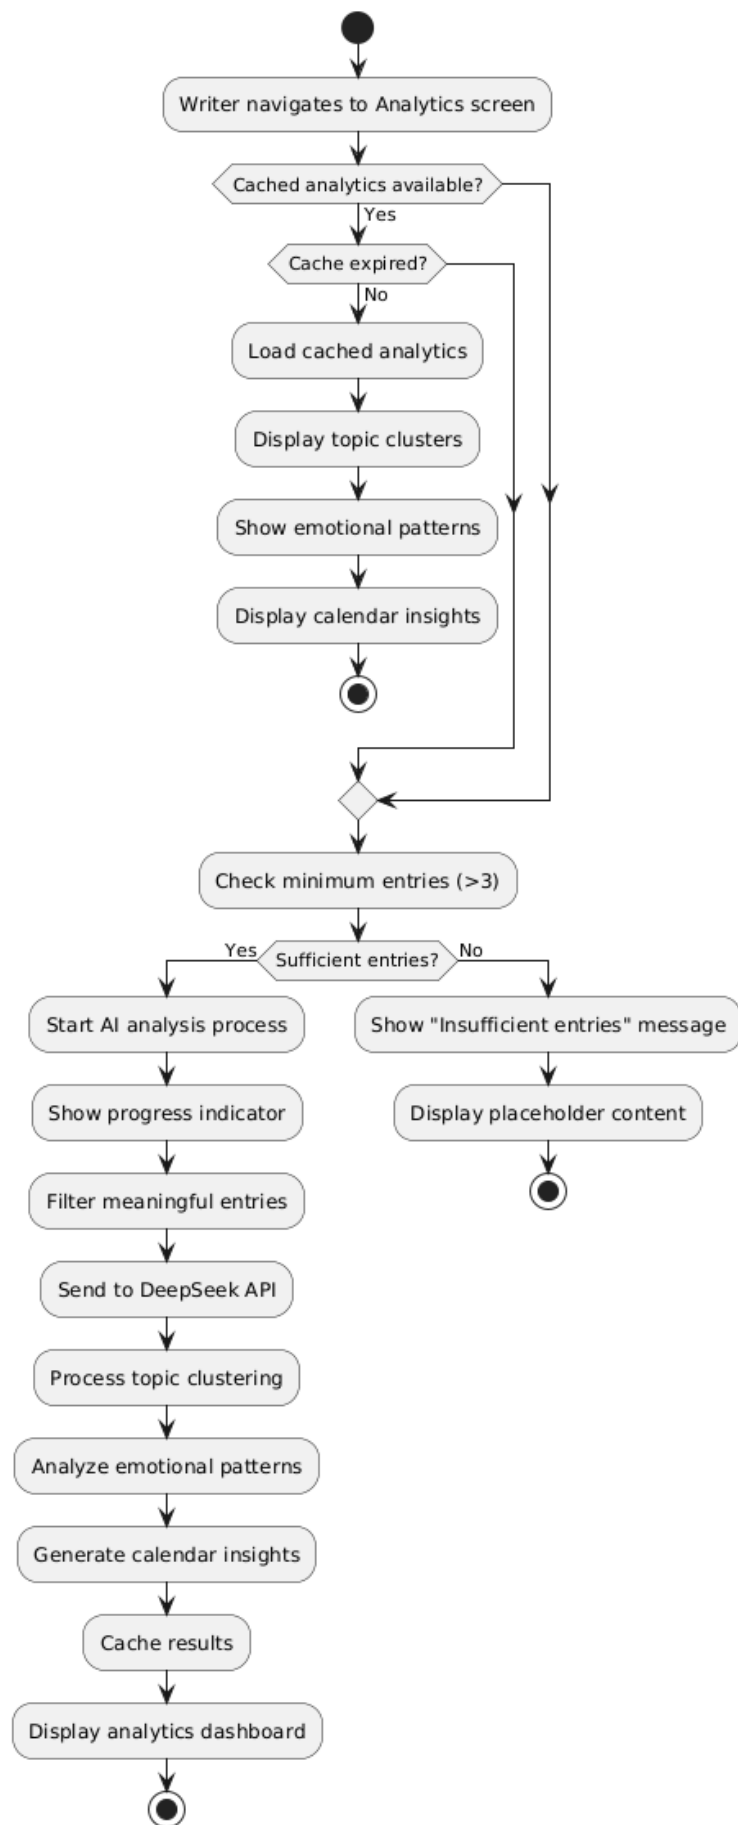 Writer navigates to Analytics screen
Cached analytics available?
Yes
Cache expired?
No
Load cached analytics
Display topic clusters
Show emotional patterns
Display calendar insights
Check minimum entries (>3)
Yes
Sufficient entries?
No
Start AI analysis process
Show "Insufficient entries" message
Show progress indicator
Display placeholder content
Filter meaningful entries
Send to DeepSeek API
Process topic clustering
Analyze emotional patterns
Generate calendar insights
Cache results
Display analytics dashboard